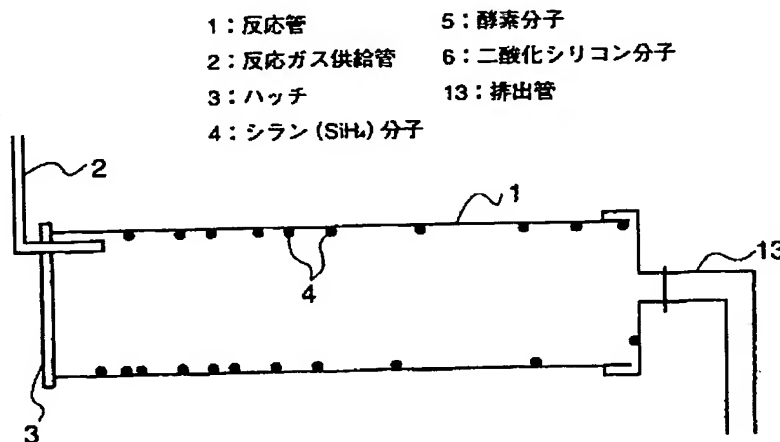 1：反応管
2：反応ガス供給管
3：ハッチ
4：シラン(SiH₄)分子
5：酵素分子
6：二酸化シリコン分子
13：排出管
2
1
13
4
3